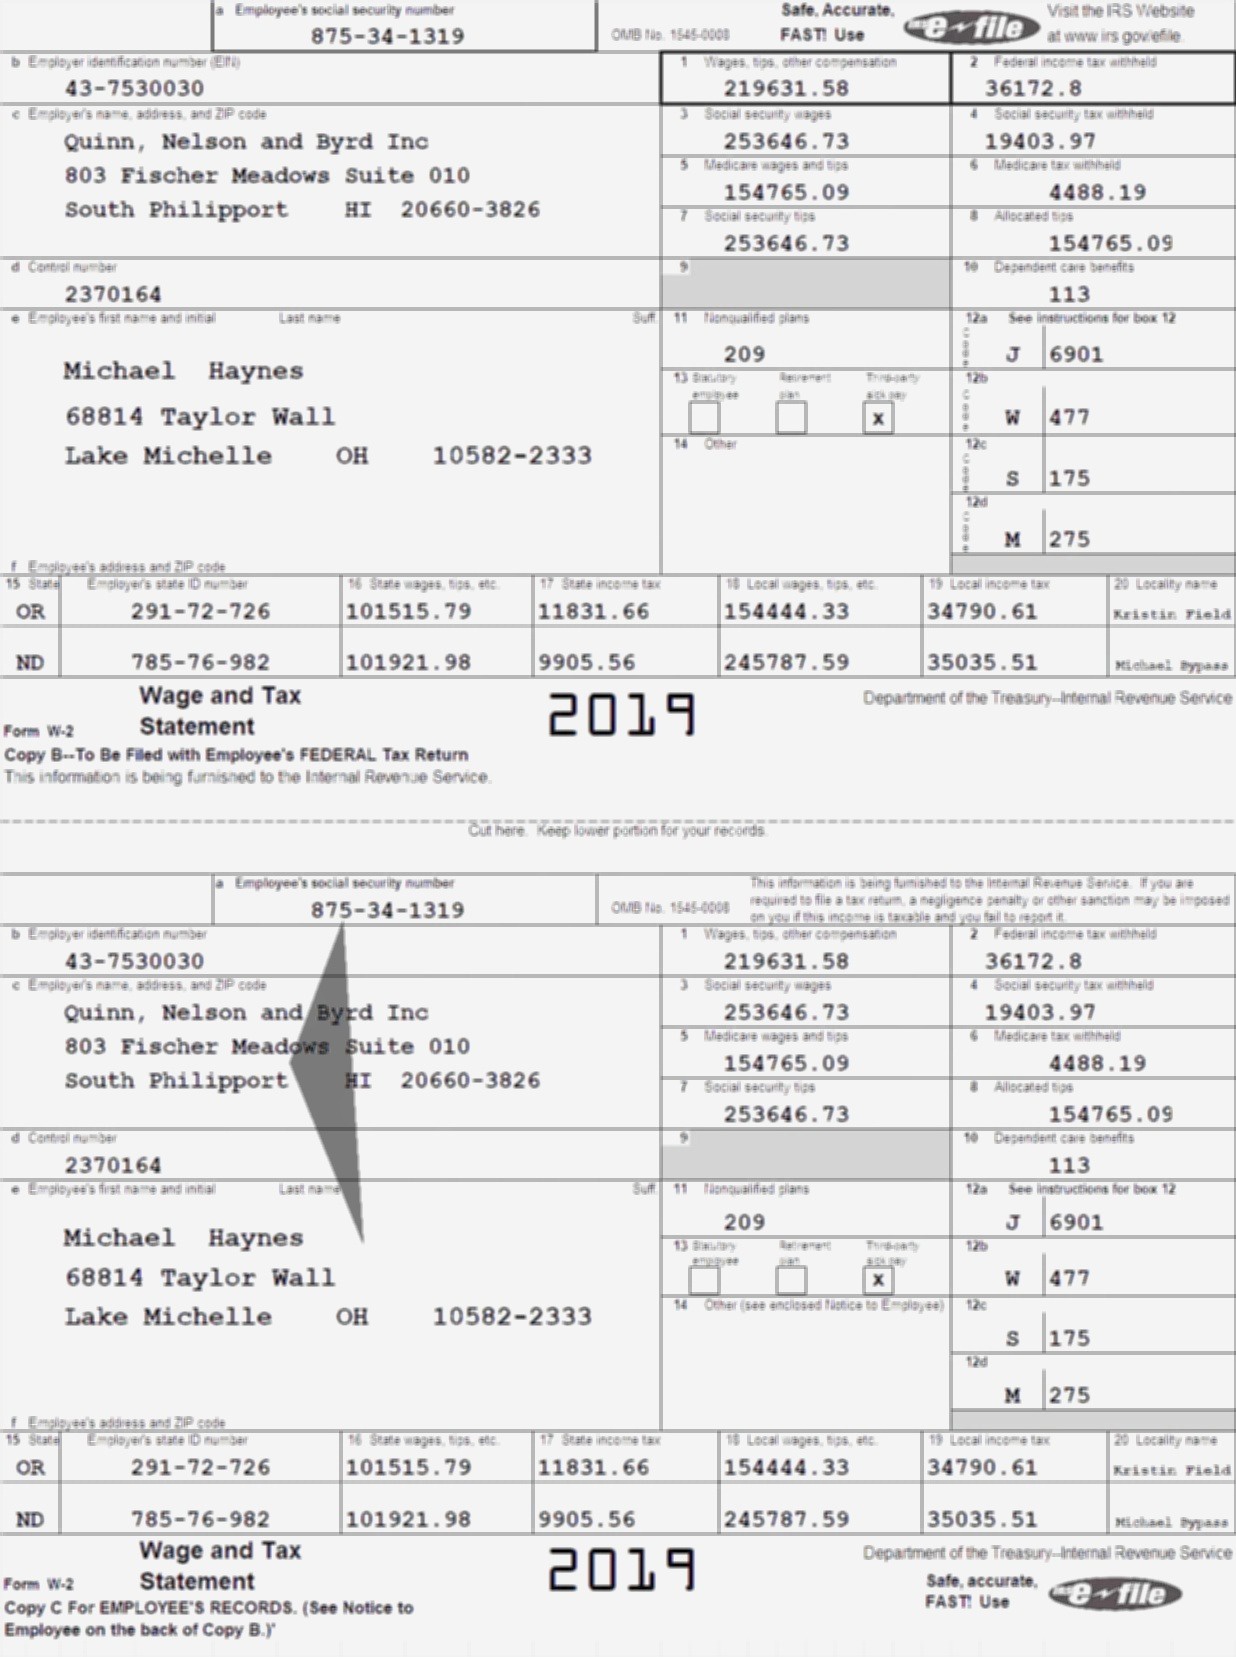 a Employee's social security number
875-34-1319
OMB No. 1545-0008
Safe, Accurate,
FAST! Use
IRS e-file
Visit the IRS Website
at www irs gov/efile.
b Employer identification number (EIN)
43-7530030
1 Wages, tips, other compensation
219631.58
2 Federal income tax withheld
36172.8
c Employer's name, address, and ZIP code
Quinn, Nelson and Byrd Inc
803 Fischer Meadows Suite 010
South Philipport HI 20660-3826
3 Social security wages
253646.73
4 Social security tax withheld
19403.97
5 Medicare wages and tips
154765.09
6 Medicare tax withheld
4488.19
7 Social security tips
253646.73
8 Allocated tips
154765.09
d Control number
2370164
9
10 Dependent care benefits
113
e Employee's first name and initial Last name Suff.
Michael Haynes
68814 Taylor Wall
Lake Michelle OH 10582-2333
11 Nonqualified plans
209
12a See instructions for box 12
Code J 6901
13 Statutory employee Retirement plan Third-party sick pay
x
12b
Code W 477
14 Other
12c
Code S 175
12d
Code M 275
f Employee's address and ZIP code
15 State Employer's state ID number 16 State wages, tips, etc. 17 State income tax 18 Local wages, tips, etc. 19 Local income tax 20 Locality name
OR 291-72-726 101515.79 11831.66 154444.33 34790.61 Kristin Field
ND 785-76-982 101921.98 9905.56 245787.59 35035.51 Michael Bypass
Form W-2 Wage and Tax
Statement
2019
Department of the Treasury--Internal Revenue Service
Copy B--To Be Filed with Employee's FEDERAL Tax Return
This information is being furnished to the Internal Revenue Service.
Cut here. Keep lower portion for your records.
a Employee's social security number
875-34-1319
OMB No. 1545-0008
This information is being furnished to the Internal Revenue Service. If you are
required to file a tax return, a negligence penalty or other sanction may be imposed
on you if this income is taxable and you fail to report it.
b Employer identification number
43-7530030
1 Wages, tips, other compensation
219631.58
2 Federal income tax withheld
36172.8
c Employer's name, address, and ZIP code
Quinn, Nelson and Byrd Inc
803 Fischer Meadows Suite 010
South Philipport HI 20660-3826
3 Social security wages
253646.73
4 Social security tax withheld
19403.97
5 Medicare wages and tips
154765.09
6 Medicare tax withheld
4488.19
7 Social security tips
253646.73
8 Allocated tips
154765.09
d Control number
2370164
9
10 Dependent care benefits
113
e Employee's first name and initial Last name Suff.
Michael Haynes
68814 Taylor Wall
Lake Michelle OH 10582-2333
11 Nonqualified plans
209
12a See instructions for box 12
J 6901
13 Statutory employee Retirement plan Third-party sick pay
x
12b
W 477
14 Other (see enclosed Notice to Employee)
12c
S 175
12d
M 275
f Employee's address and ZIP code
15 State Employer's state ID number 16 State wages, tips, etc. 17 State income tax 18 Local wages, tips, etc. 19 Local income tax 20 Locality name
OR 291-72-726 101515.79 11831.66 154444.33 34790.61 Kristin Field
ND 785-76-982 101921.98 9905.56 245787.59 35035.51 Michael Bypass
Form W-2 Wage and Tax
Statement
2019
Department of the Treasury--Internal Revenue Service
Safe, accurate,
FAST! Use
IRS e-file
Copy C For EMPLOYEE'S RECORDS. (See Notice to
Employee on the back of Copy B.)"